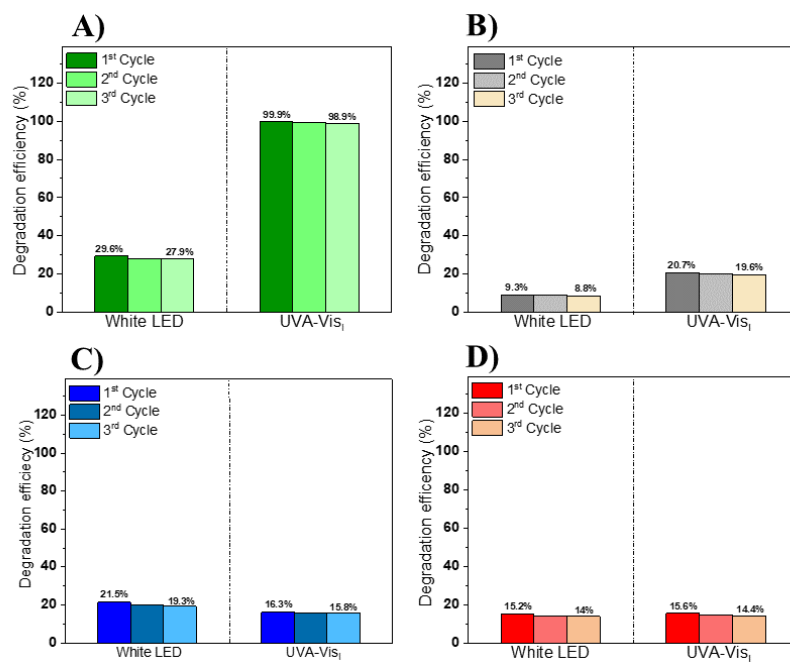 A)
1st Cycle
2nd Cycle
3rd Cycle
Degradation efficiency (%)
120
100
80
60
40
20
0
29.6%
27.9%
99.9%
98.9%
White LED
UVA-VisI
B)
1st Cycle
2nd Cycle
3rd Cycle
Degradation efficiency (%)
120
100
80
60
40
20
0
9.3%
8.8%
20.7%
19.6%
White LED
UVA-VisI
C)
1st Cycle
2nd Cycle
3rd Cycle
Degradation efficiecy (%)
120
100
80
60
40
20
0
21.5%
19.3%
16.3%
15.8%
White LED
UVA-VisI
D)
1st Cycle
2nd Cycle
3rd Cycle
Degradation efficency (%)
120
100
80
60
40
20
0
15.2%
14%
15.6%
14.4%
White LED
UVA-VisI